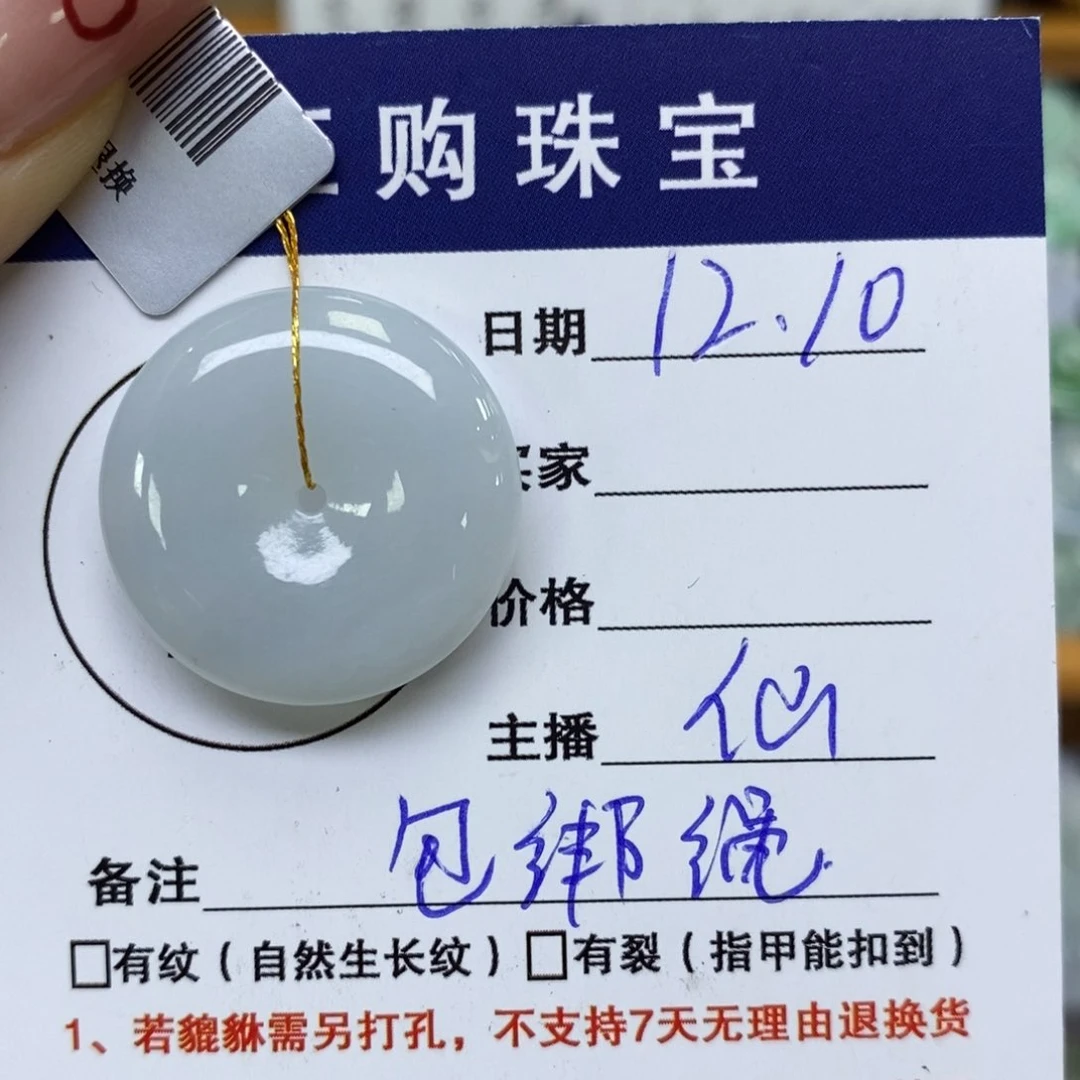 购珠宝
换
日期 12.10
家
价格
主播 仙
备注 包绑绳
□有纹（自然生长纹）□有裂（指甲能扣到）
1、若貔貅需另打孔，不支持7天无理由退换货